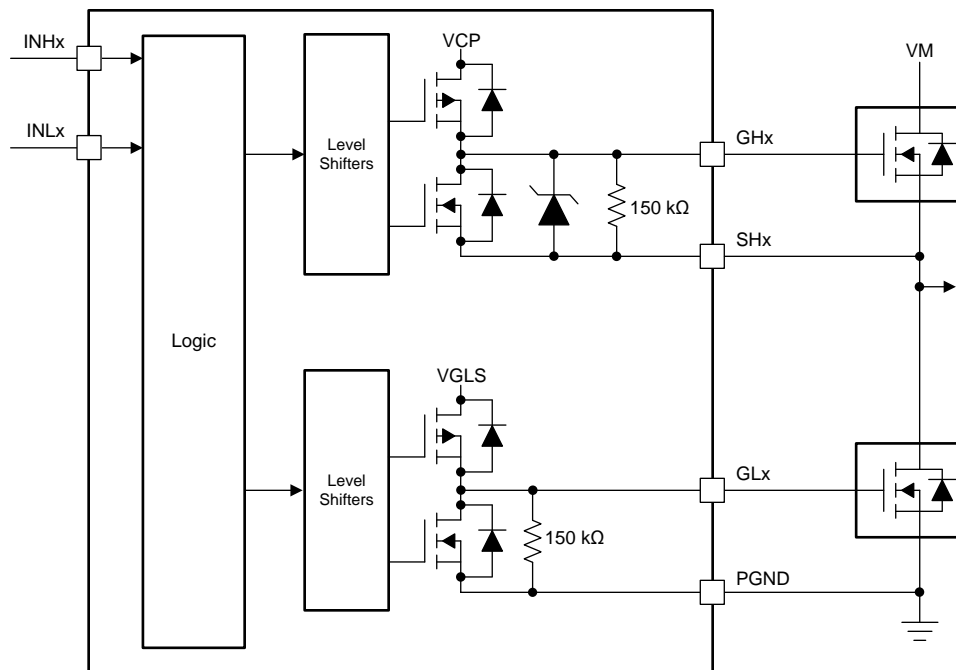 INHx
INLx
Logic
Level
Shifters
VCP
GHx
150 kΩ
SHx
VM
Level
Shifters
VGLS
GLx
150 kΩ
PGND